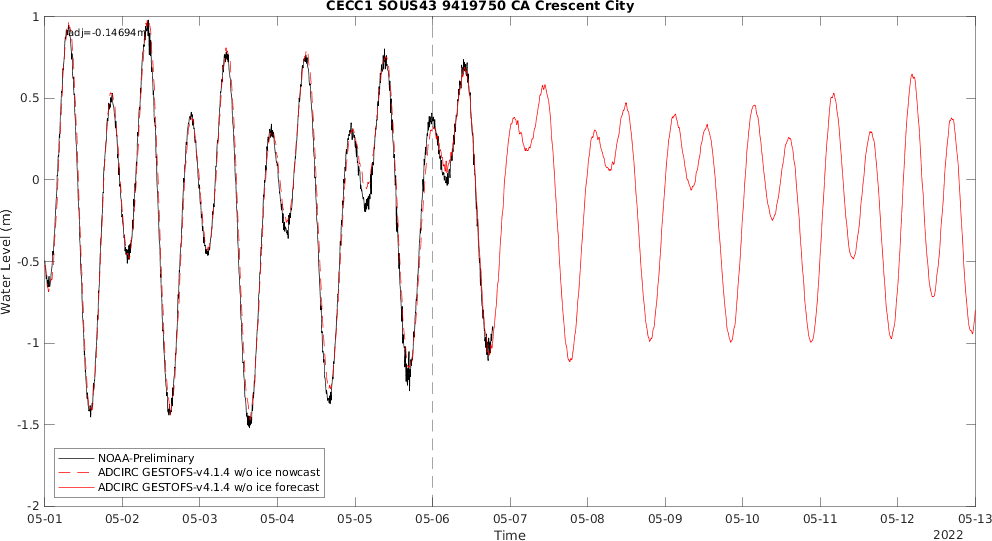 CECC1 SOUS43 9419750 CA Crescent City
adj=-0.14694m
1
0.5
0
-0.5
-1
-1.5
-2
Water Level (m)
NOAA-Preliminary
ADCIRC GESTOFS-v4.1.4 w/o ice nowcast
ADCIRC GESTOFS-v4.1.4 w/o ice forecast
05-01 05-02 05-03 05-04 05-05 05-06 05-07 05-08 05-09 05-10 05-11 05-12 05-13
Time
2022